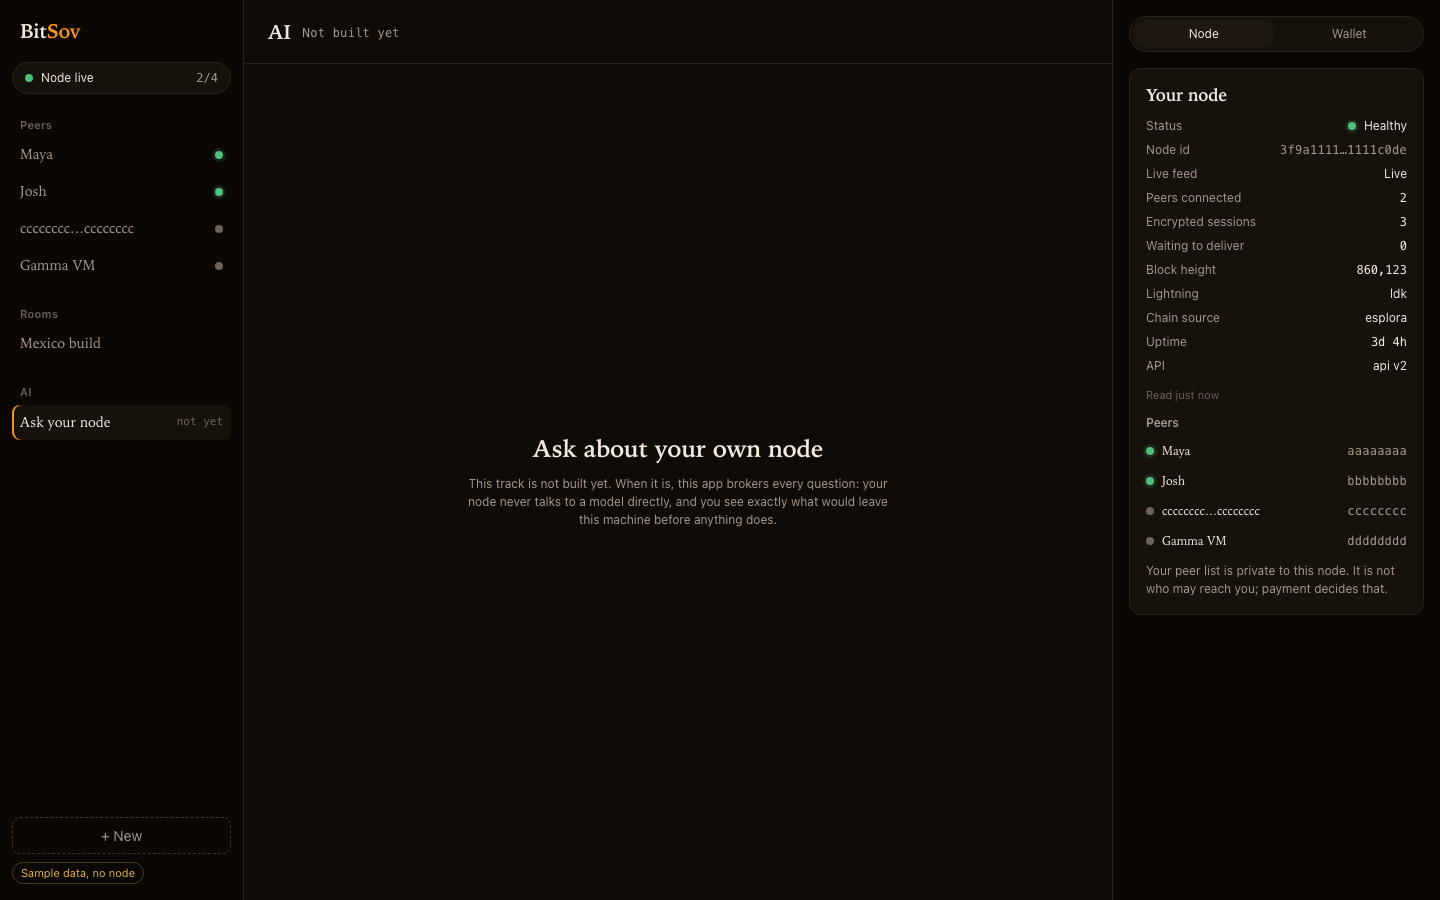 BitSov
Node live 2/4
Peers
Maya
Josh
cccccccc…cccccccc
Gamma VM
Rooms
Mexico build
AI
Ask your node not yet
+ New
Sample data, no node
AI Not built yet
Ask about your own node
This track is not built yet. When it is, this app brokers every question: your
node never talks to a model directly, and you see exactly what would leave
this machine before anything does.
Node Wallet
Your node
Status Healthy
Node id 3f9a1111…1111c0de
Live feed Live
Peers connected 2
Encrypted sessions 3
Waiting to deliver 0
Block height 860,123
Lightning ldk
Chain source esplora
Uptime 3d 4h
API api v2
Read just now
Peers
Maya aaaaaaaa
Josh bbbbbbbb
cccccccc…cccccccc cccccccc
Gamma VM dddddddd
Your peer list is private to this node. It is not
who may reach you; payment decides that.